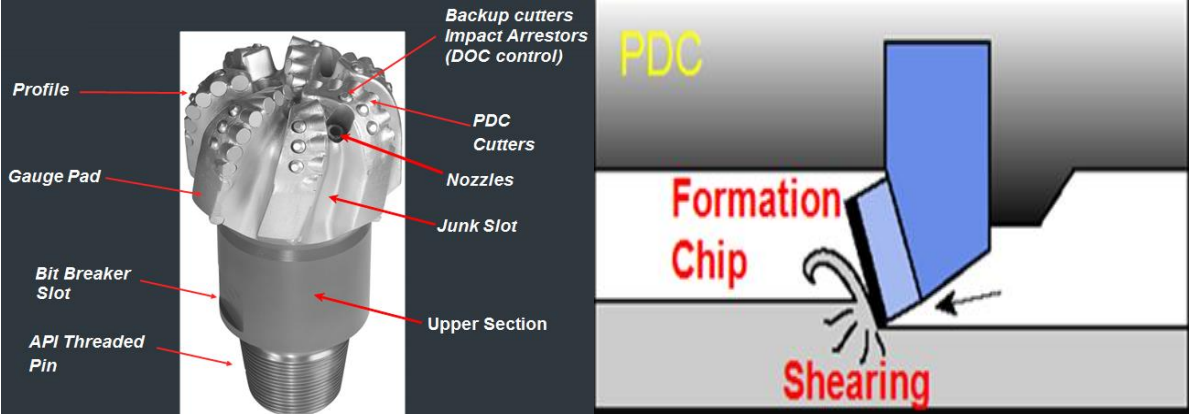 Backup cutters
Impact Arrestors
(DOC control)
Profile
PDC
Cutters
Gauge Pad
Nozzles
Junk Slot
Bit Breaker
Slot
Upper Section
API Threaded
Pin
PDC
Formation
Chip
Shearing